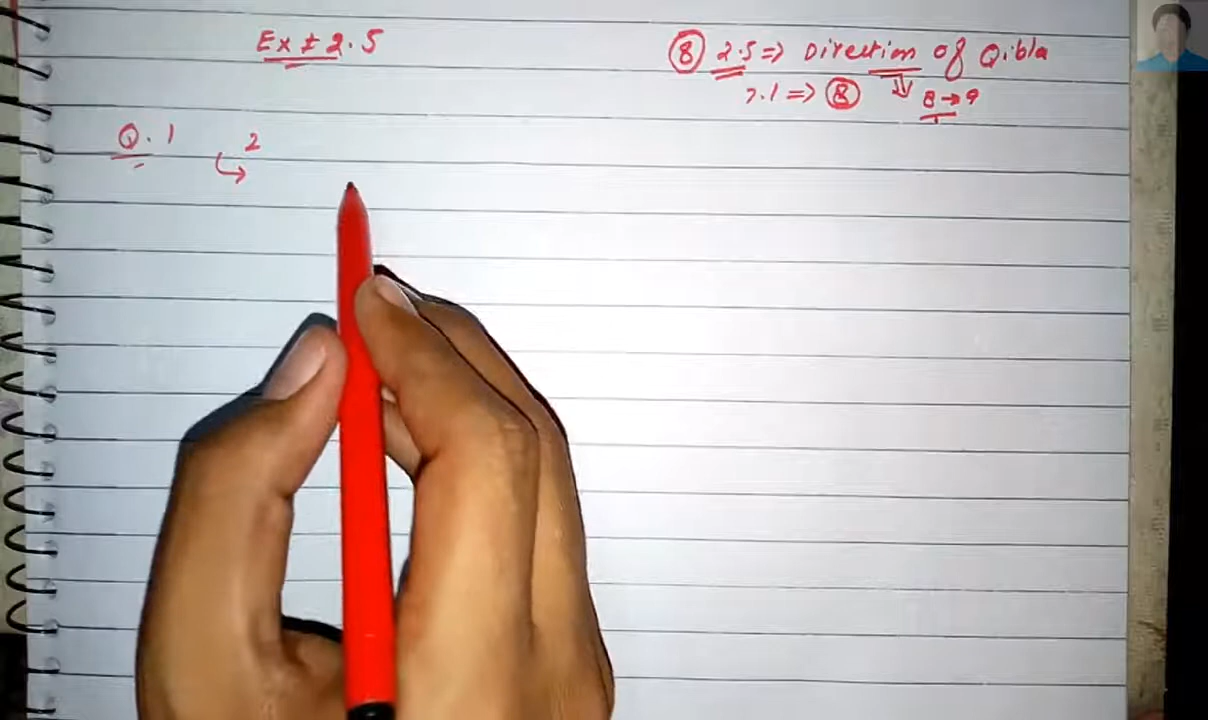 Ex # 2.5
⑧ 2.5 => Direction of Qibla
7.1 => ⑧ ⇓ 8 → 9
Q.1 ↳ 2